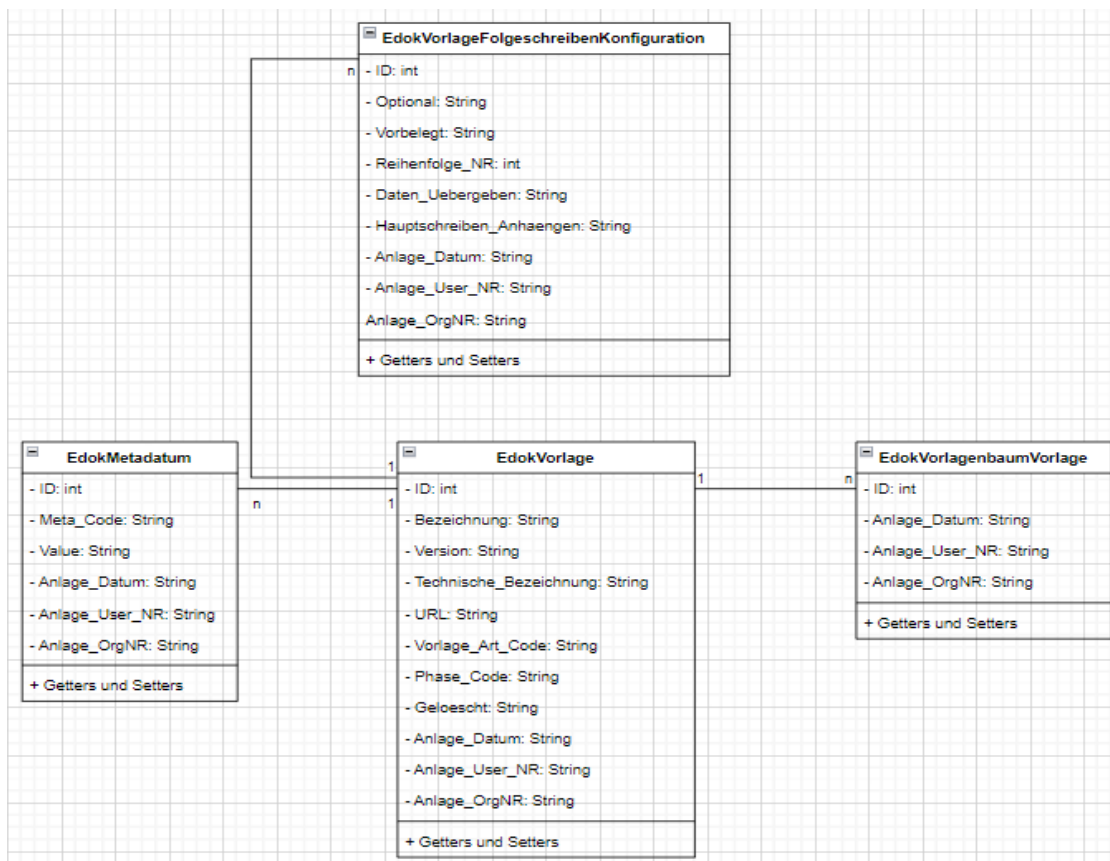 EdokVorlageFolgeschreibenKonfiguration
n
- ID: int
- Optional: String
- Vorbelegt: String
- Reihenfolge_NR: int
- Daten_Uebergeben: String
- Hauptschreiben_Anhaengen: String
- Anlage_Datum: String
- Anlage_User_NR: String
Anlage_OrgNR: String
+ Getters und Setters
EdokMetadatum
- ID: int
- Meta_Code: String
- Value: String
- Anlage_Datum: String
- Anlage_User_NR: String
- Anlage_OrgNR: String
+ Getters und Setters
n
1
1
EdokVorlage
- ID: int
- Bezeichnung: String
- Version: String
- Technische_Bezeichnung: String
- URL: String
- Vorlage_Art_Code: String
- Phase_Code: String
- Geloescht: String
- Anlage_Datum: String
- Anlage_User_NR: String
- Anlage_OrgNR: String
+ Getters und Setters
1
n
EdokVorlagenbaumVorlage
- ID: int
- Anlage_Datum: String
- Anlage_User_NR: String
- Anlage_OrgNR: String
+ Getters und Setters